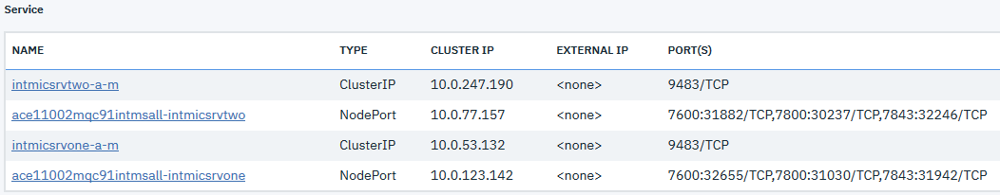 Service
NAME TYPE CLUSTER IP EXTERNAL IP PORT(S)
intmicsrvtwo-a-m ClusterIP 10.0.247.190 <none> 9483/TCP
ace11002mqc91intmsall-intmicsrvtwo NodePort 10.0.77.157 <none> 7600:31882/TCP,7800:30237/TCP,7843:32246/TCP
intmicsrvone-a-m ClusterIP 10.0.53.132 <none> 9483/TCP
ace11002mqc91intmsall-intmicsrvone NodePort 10.0.123.142 <none> 7600:32655/TCP,7800:31030/TCP,7843:31942/TCP